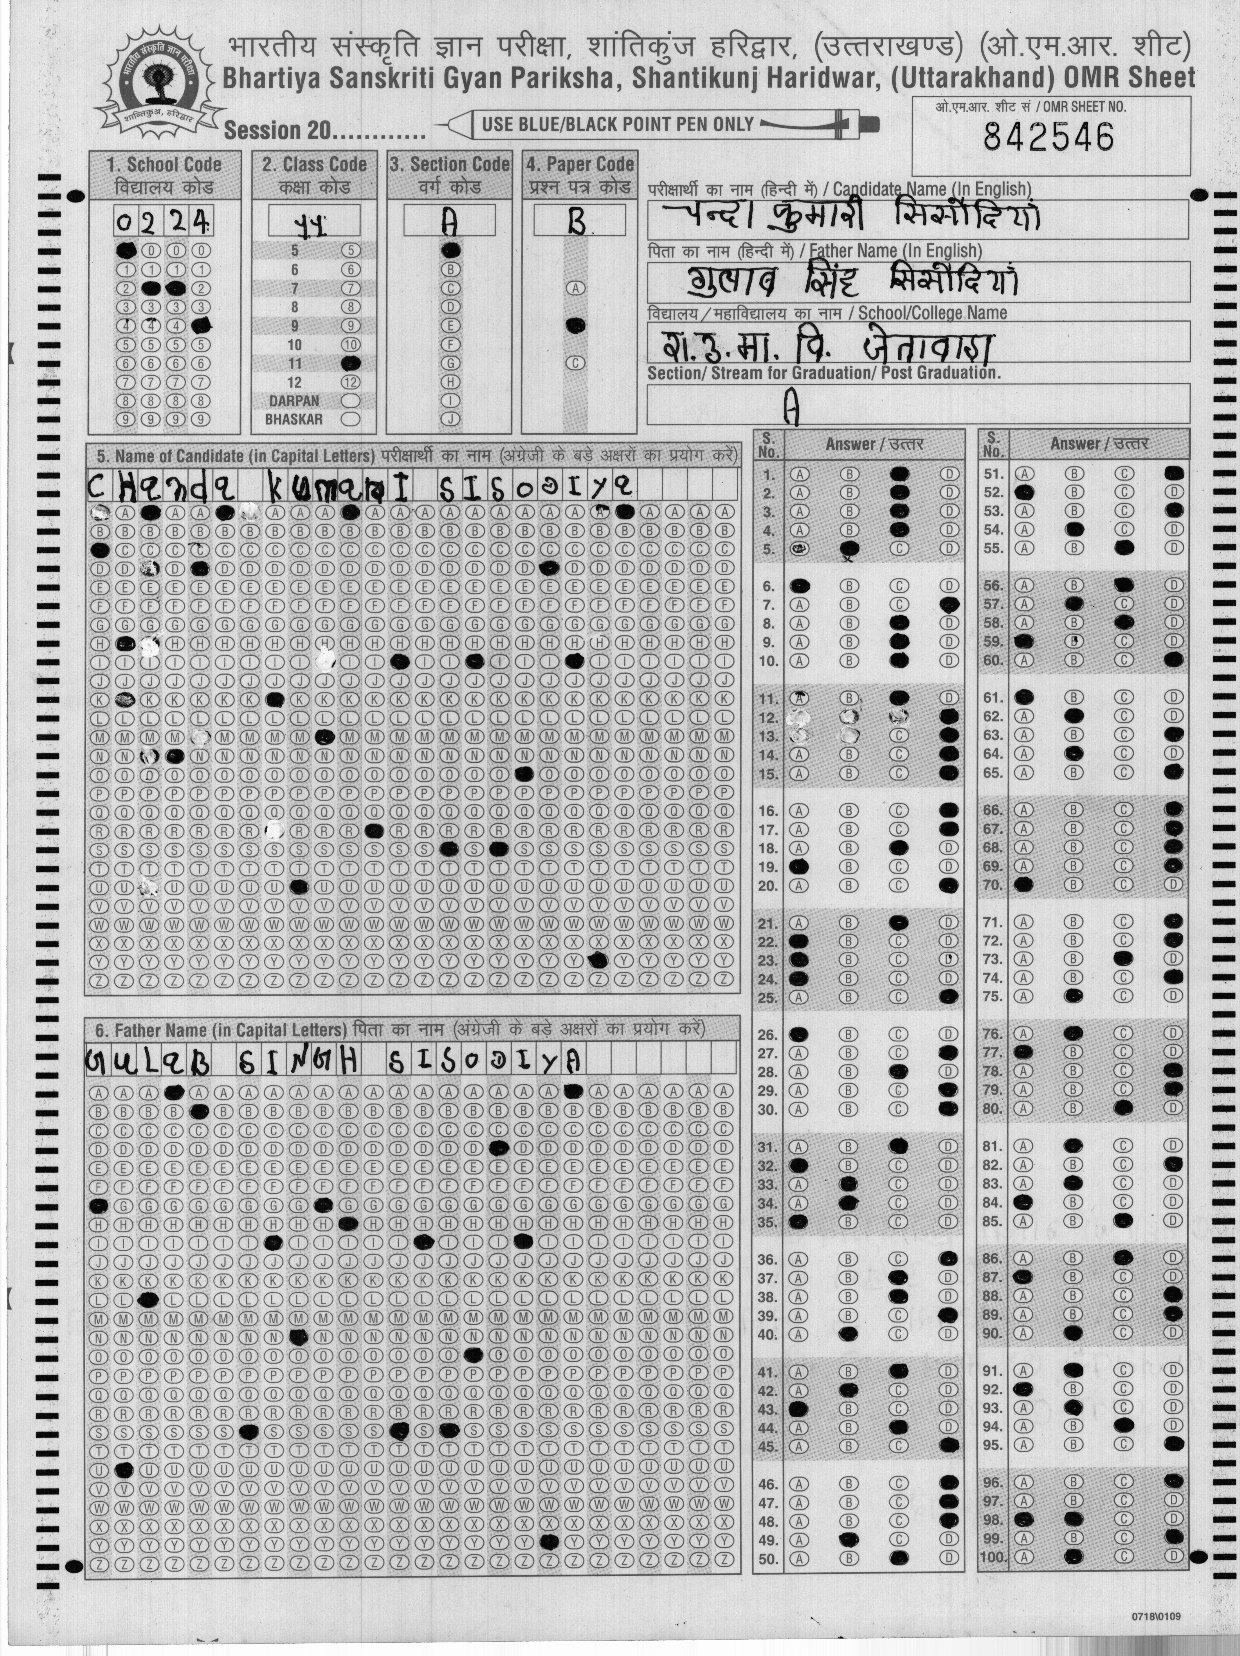 भारतीय संस्कृति ज्ञान परीक्षा, शांतिकुंज हरिद्वार, (उत्तराखण्ड) (ओ.एम.आर. शीट)
Bhartiya Sanskriti Gyan Pariksha, Shantikunj Haridwar, (Uttarakhand) OMR Sheet
Session 20............
USE BLUE/BLACK POINT PEN ONLY
ओ.एम.आर. शीट सं / OMR SHEET NO.
842546
1. School Code
विद्यालय कोड
0224
2. Class Code
कक्षा कोड
11
5
6
7
8
9
10
11
12
DARPAN
BHASKAR
3. Section Code
वर्ग कोड
A
4. Paper Code
प्रश्न पत्र कोड
B
परीक्षार्थी का नाम (हिन्दी में) / Candidate Name (In English)
चन्दा कुमारी सिसौदियां
पिता का नाम (हिन्दी में) / Father Name (In English)
गुलाब सिंह सिसौदियां
विद्यालय/महाविद्यालय का नाम / School/College Name
रा.उ.मा. वि. जेतावाड़ा
Section/ Stream for Graduation/ Post Graduation.
A
5. Name of Candidate (in Capital Letters) परीक्षार्थी का नाम (अंग्रेजी के बड़े अक्षरों का प्रयोग करें)
CHanda kumaRI SISODIya
6. Father Name (in Capital Letters) पिता का नाम (अंग्रेजी के बड़े अक्षरों का प्रयोग करें)
GuLaB SINGH SISODIyA
S. No. Answer / उत्तर
S. No. Answer / उत्तर
0718\0109